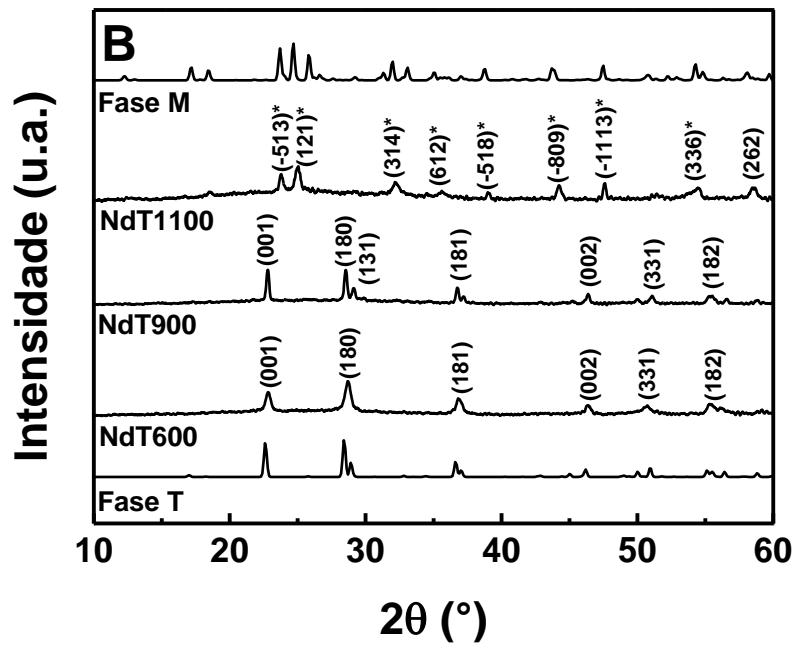 B
Intensidade (u.a.)
Fase M
(-513)*
(121)*
(314)*
(612)*
(-518)*
(-809)*
(-1113)*
(336)*
(262)
NdT1100
(001)
(180)
(131)
(181)
(002)
(331)
(182)
NdT900
(001)
(180)
(181)
(002)
(331)
(182)
NdT600
Fase T
10 20 30 40 50 60
2θ (°)